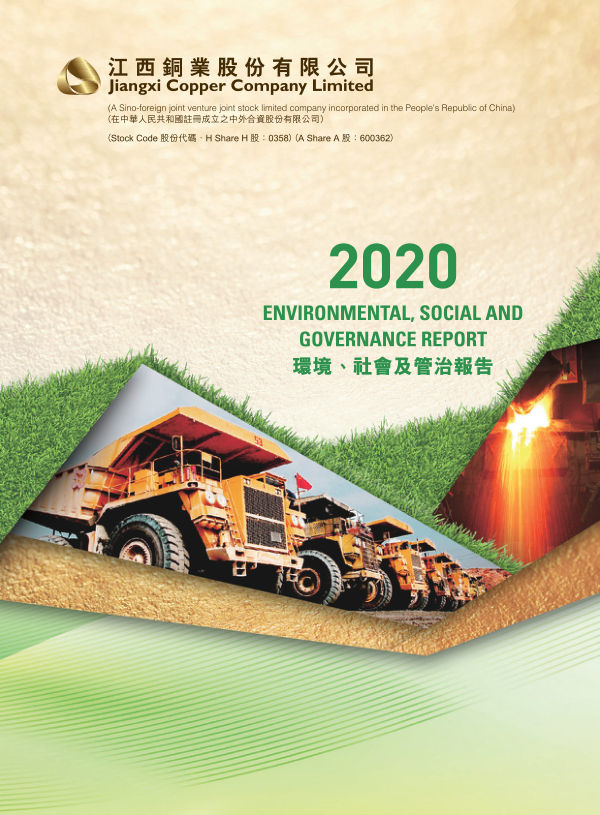 江西銅業股份有限公司
Jiangxi Copper Company Limited
(A Sino-foreign joint venture joint stock limited company incorporated in the People's Republic of China)
(在中華人民共和國註冊成立之中外合資股份有限公司)
(Stock Code 股份代碼 · H Share H 股：0358) (A Share A 股：600362)
2020
ENVIRONMENTAL, SOCIAL AND
GOVERNANCE REPORT
環境、社會及管治報告
53